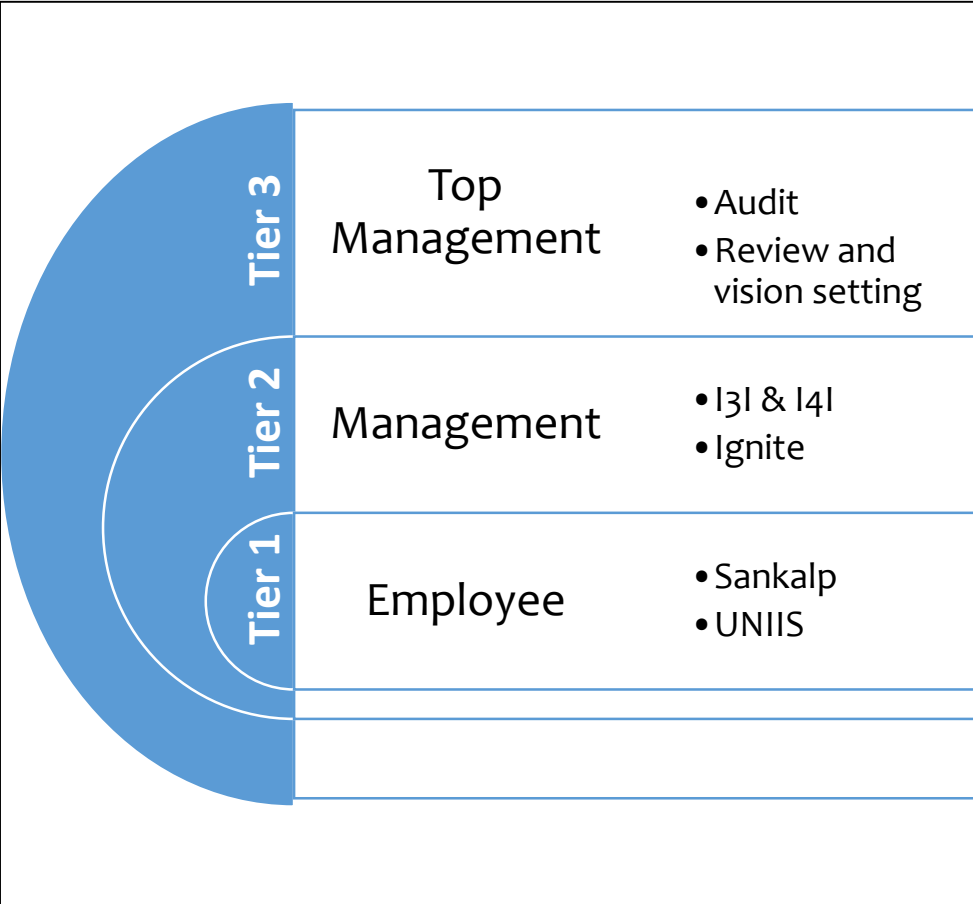 Tier 3
Top
Management
• Audit
• Review and
vision setting
Tier 2
Management
• I3I & I4I
• Ignite
Tier 1
Employee
• Sankalp
• UNIIS